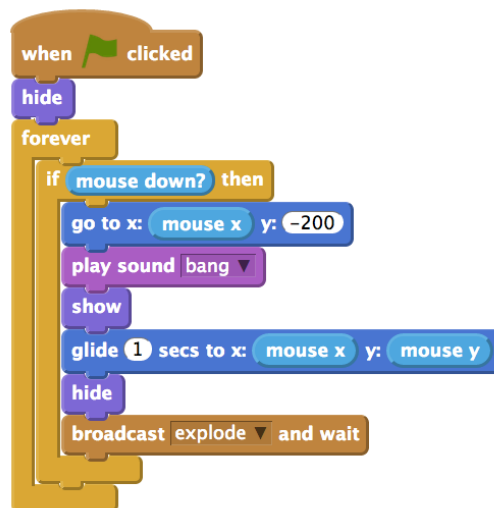 when clicked
hide
forever
if mouse down? then
go to x: mouse x y: -200
play sound bang
show
glide 1 secs to x: mouse x y: mouse y
hide
broadcast explode and wait